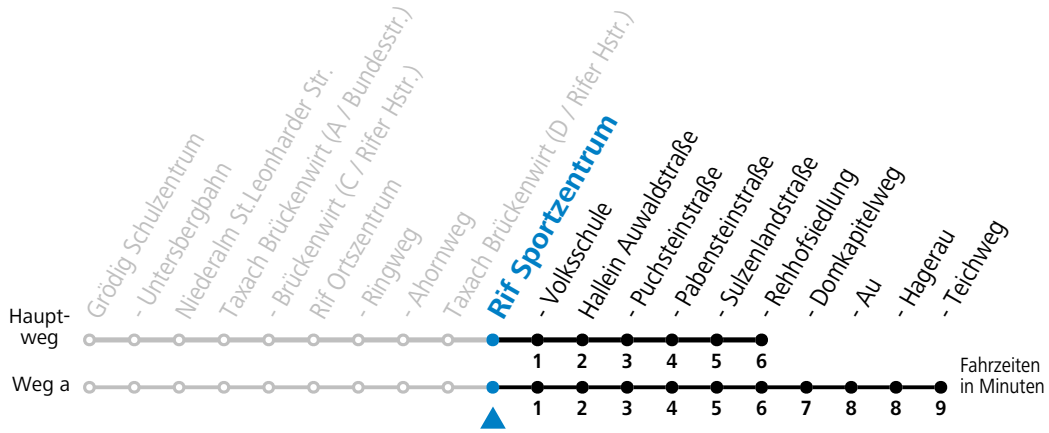 Grödig Schulzentrum
- Untersbergbahn
Niederalm St.Leonharder Str.
Taxach Brückenwirt (A / Bundesstr.)
- Brückenwirt (C / Rifer Hstr.)
Rif Ortszentrum
- Ringweg
- Ahornweg
Taxach Brückenwirt (D / Rifer Hstr.)
Rif Sportzentrum
- Volksschule
Hallein Auwaldstraße
- Puchsteinstraße
- Pabensteinstraße
- Sulzenlandstraße
- Rehhofsiedlung
- Domkapitelweg
- Au
- Hagerau
- Teichweg
Haupt-
weg
1 2 3 4 5 6
Weg a
1 2 3 4 5 6 7 8 8 9
Fahrzeiten
in Minuten